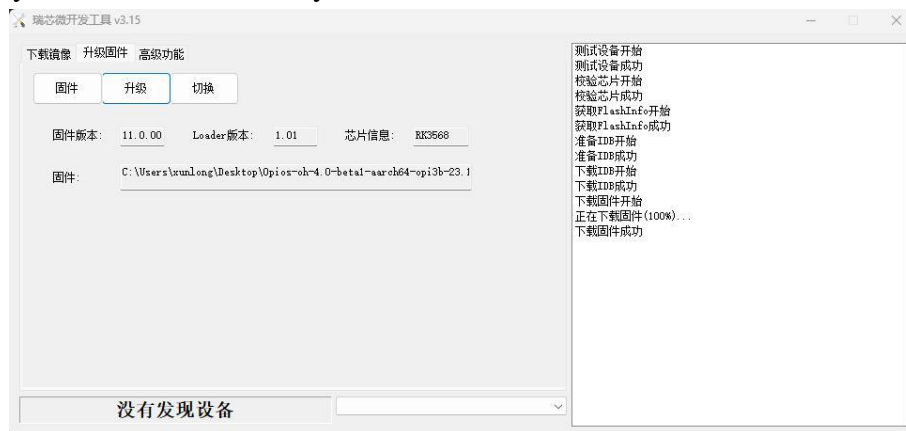 瑞芯微开发工具 v3.15
下载镜像 升级固件 高级功能
固件 升级 切换
固件版本: 11.0.00 Loader版本: 1.01 芯片信息: RK3568
固件: C:\Users\xunlong\Desktop\Opios-oh-4.0-beta1-aarch64-opi3b-23.1
没有发现设备
测试设备开始
测试设备成功
校验芯片开始
校验芯片成功
获取FlashInfo开始
获取FlashInfo成功
准备IDB开始
准备IDB成功
下载IDB开始
下载IDB成功
下载固件开始
正在下载固件(100%)...
下载固件成功